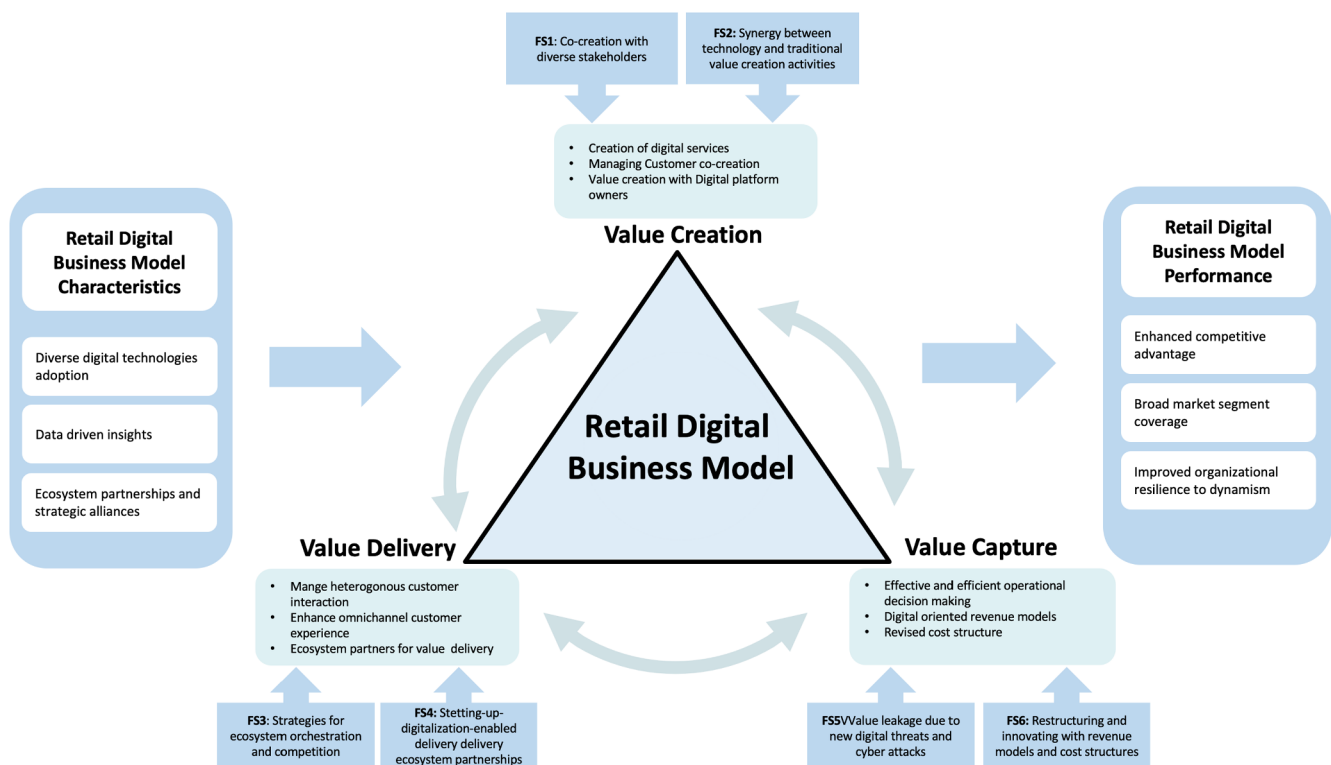 FS1: Co-creation with
diverse stakeholders
FS2: Synergy between
technology and traditional
value creation activities
• Creation of digital services
• Managing Customer co-creation
• Value creation with Digital platform
owners
Value Creation
Retail Digital
Business Model
Characteristics
Diverse digital technologies
adoption
Data driven insights
Ecosystem partnerships and
strategic alliances
Retail Digital
Business Model
Retail Digital
Business Model
Performance
Enhanced competitive
advantage
Broad market segment
coverage
Improved organizational
resilience to dynamism
Value Delivery
• Mange heterogonous customer
interaction
• Enhance omnichannel customer
experience
• Ecosystem partners for value delivery
Value Capture
• Effective and efficient operational
decision making
• Digital oriented revenue models
• Revised cost structure
FS3: Strategies for
ecosystem orchestration
and competition
FS4: Stetting-up-
digitalization-enabled
delivery delivery
ecosystem partnerships
FS5VValue leakage due to
new digital threats and
cyber attacks
FS6: Restructuring and
innovating with revenue
models and cost structures